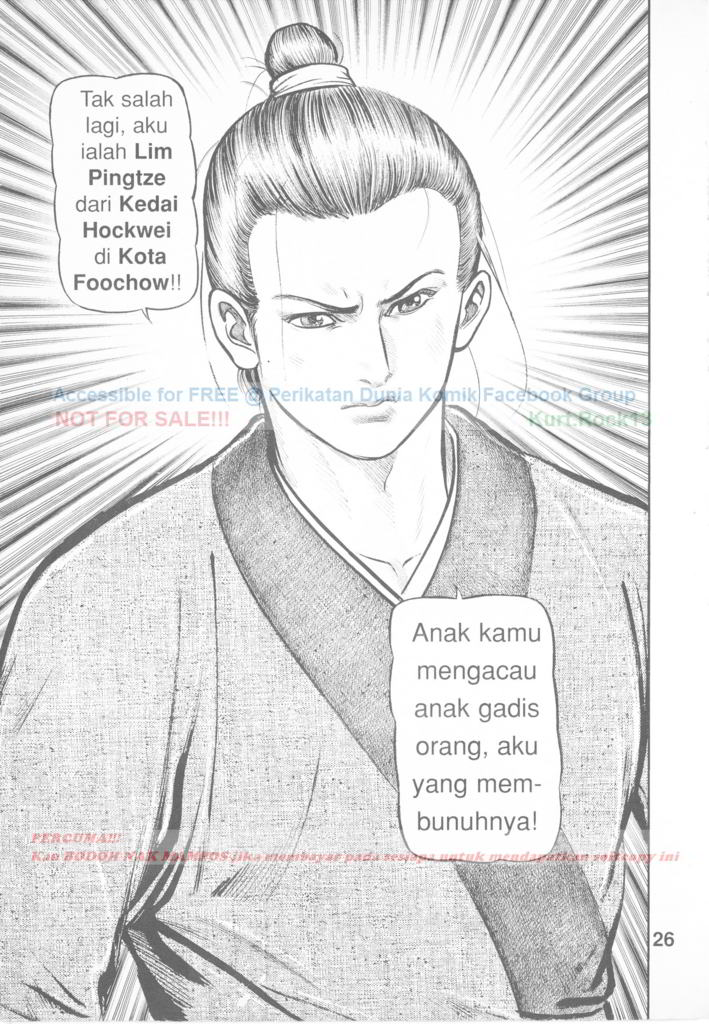 Tak salah
lagi, aku
ialah Lim
Pingtze
dari Kedai
Hockwei
di Kota
Foochow!!
Accessible for FREE @ Perikatan Dunia Komik Facebook Group
NOT FOR SALE!!! Kurt.Rock13
Anak kamu
mengacau
anak gadis
orang, aku
yang mem-
bunuhnya!
PERCUMA!!!
Kau BODOH NAK MAMPOS jika membayar pada sesiapa untuk mendapatkan softcopy ini
26